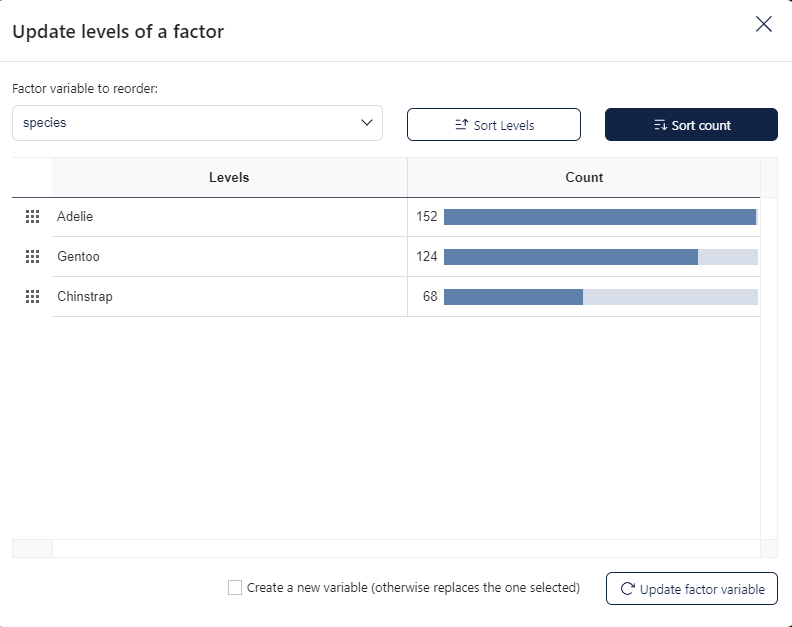 Update levels of a factor
Factor variable to reorder:
species
Sort Levels
Sort count
Levels Count
Adelie 152
Gentoo 124
Chinstrap 68
Create a new variable (otherwise replaces the one selected)
Update factor variable